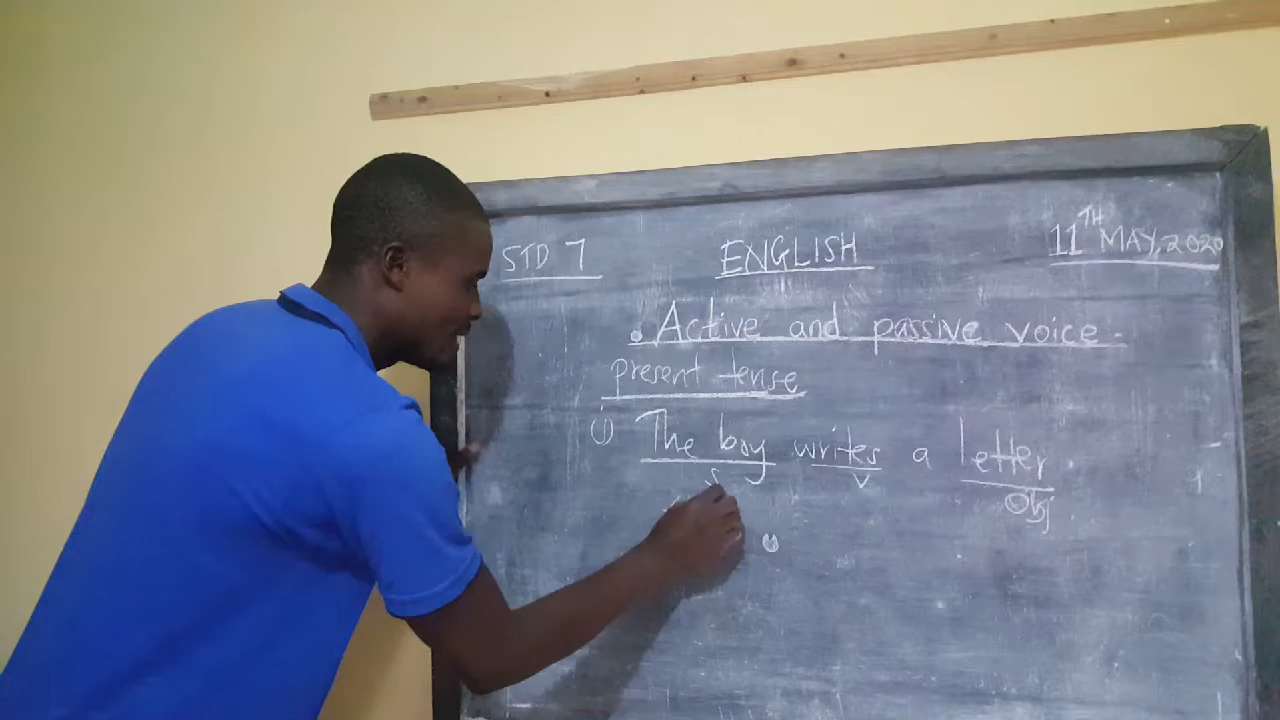 STD 7 ENGLISH 11TH MAY, 2020
• Active and passive voice.
present tense
(i) The boy writes a letter
S V Obj